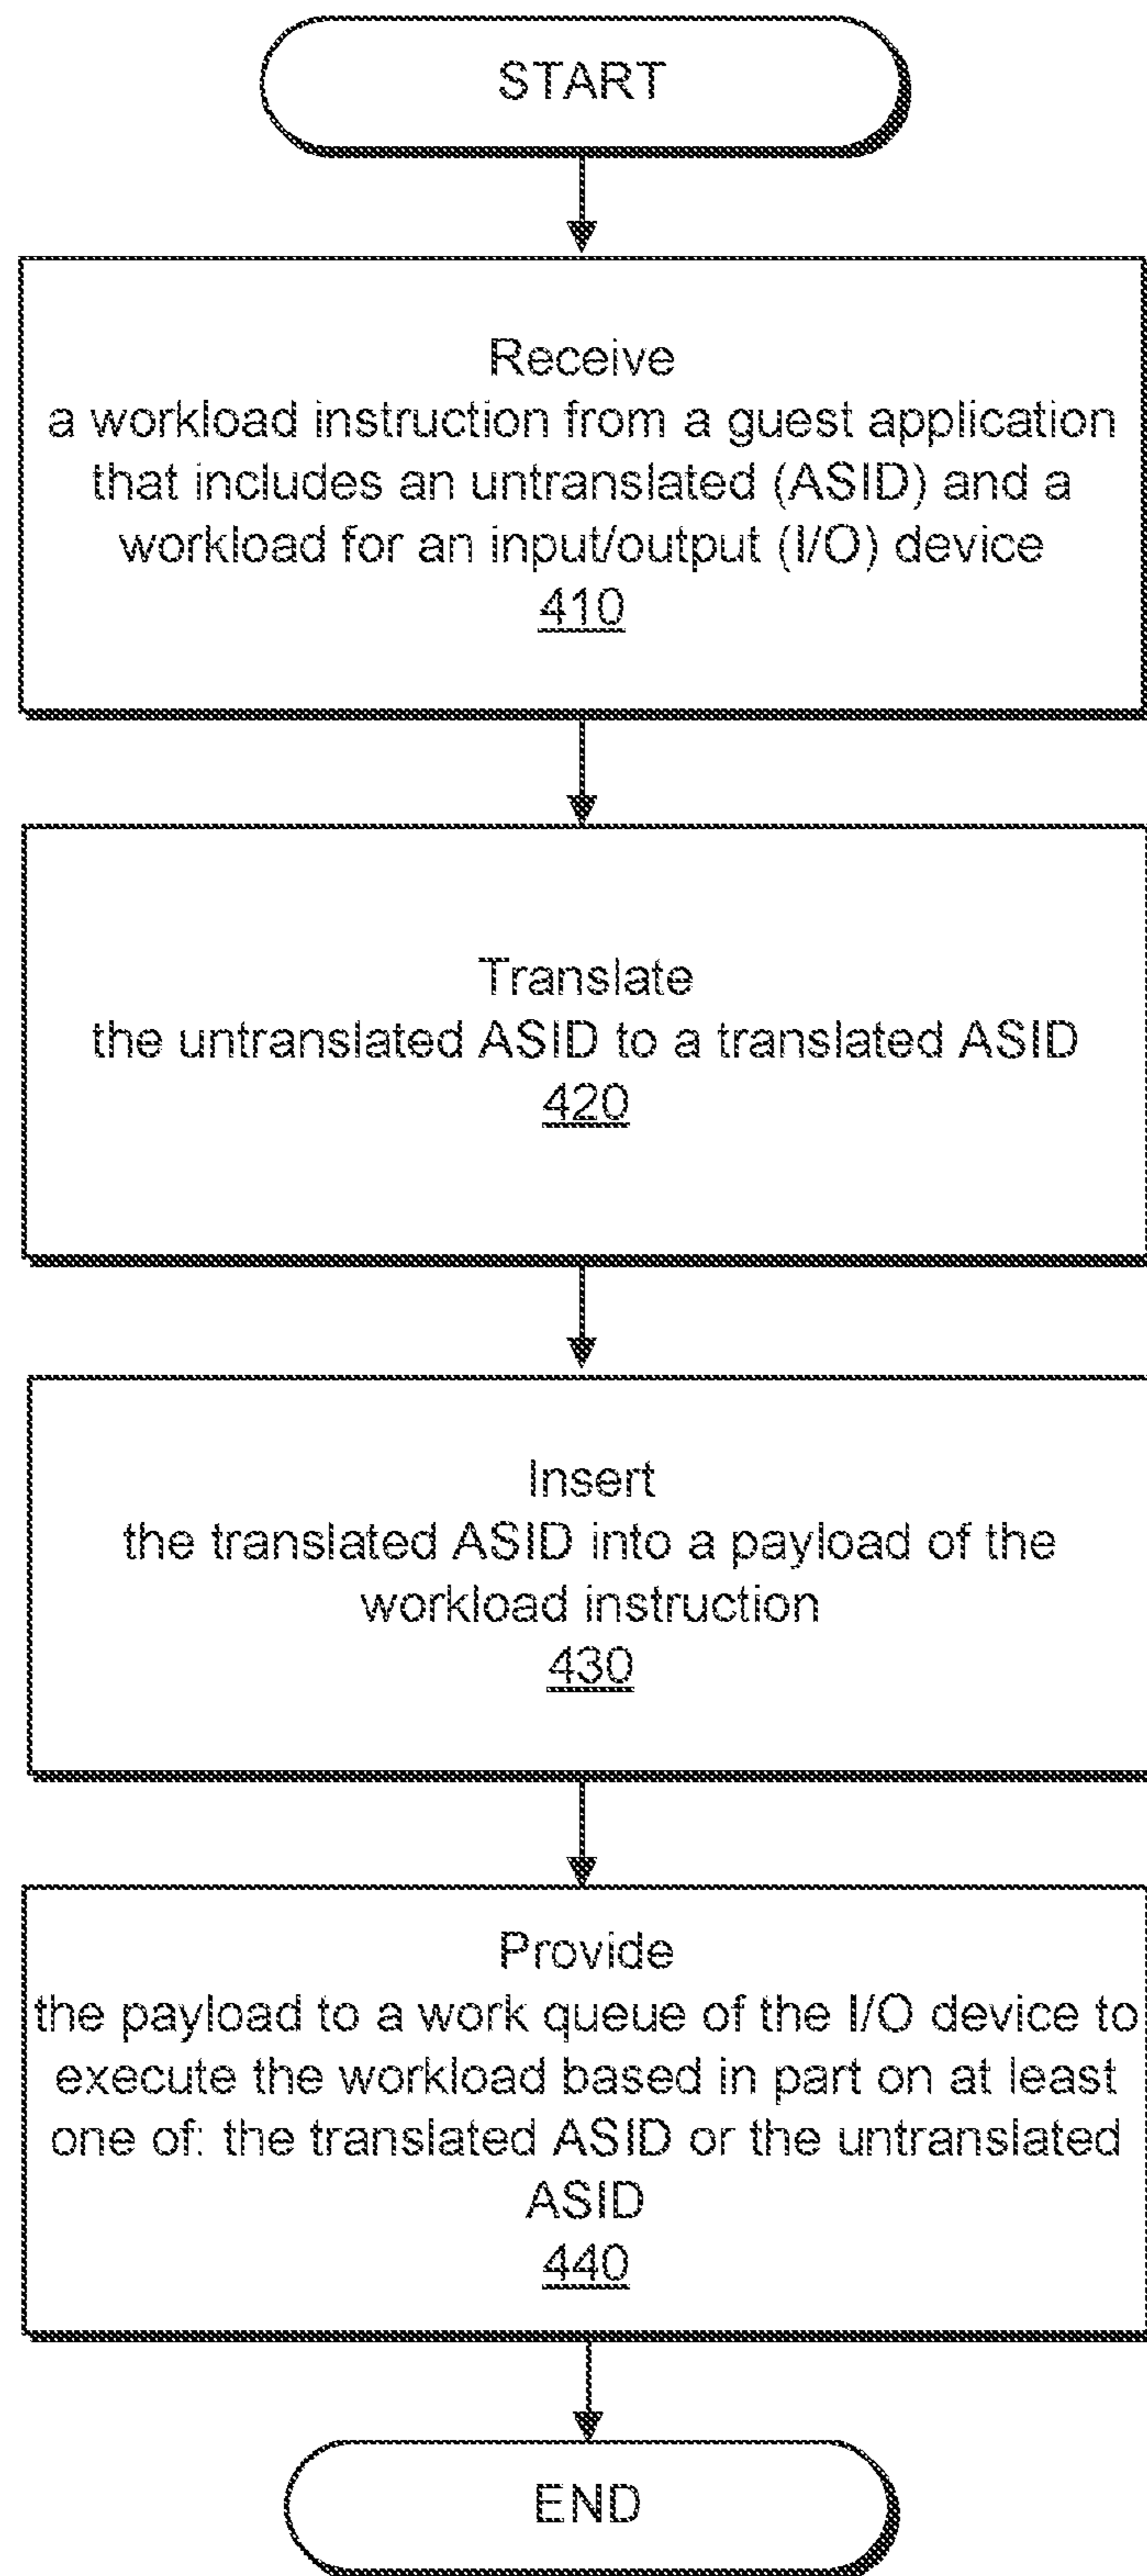 START
Receive
a workload instruction from a guest application
that includes an untranslated (ASID) and a
workload for an input/output (I/O) device
410
Translate
the untranslated ASID to a translated ASID
420
Insert
the translated ASID into a payload of the
workload instruction
430
Provide
the payload to a work queue of the I/O device to
execute the workload based in part on at least
one of: the translated ASID or the untranslated
ASID
440
END